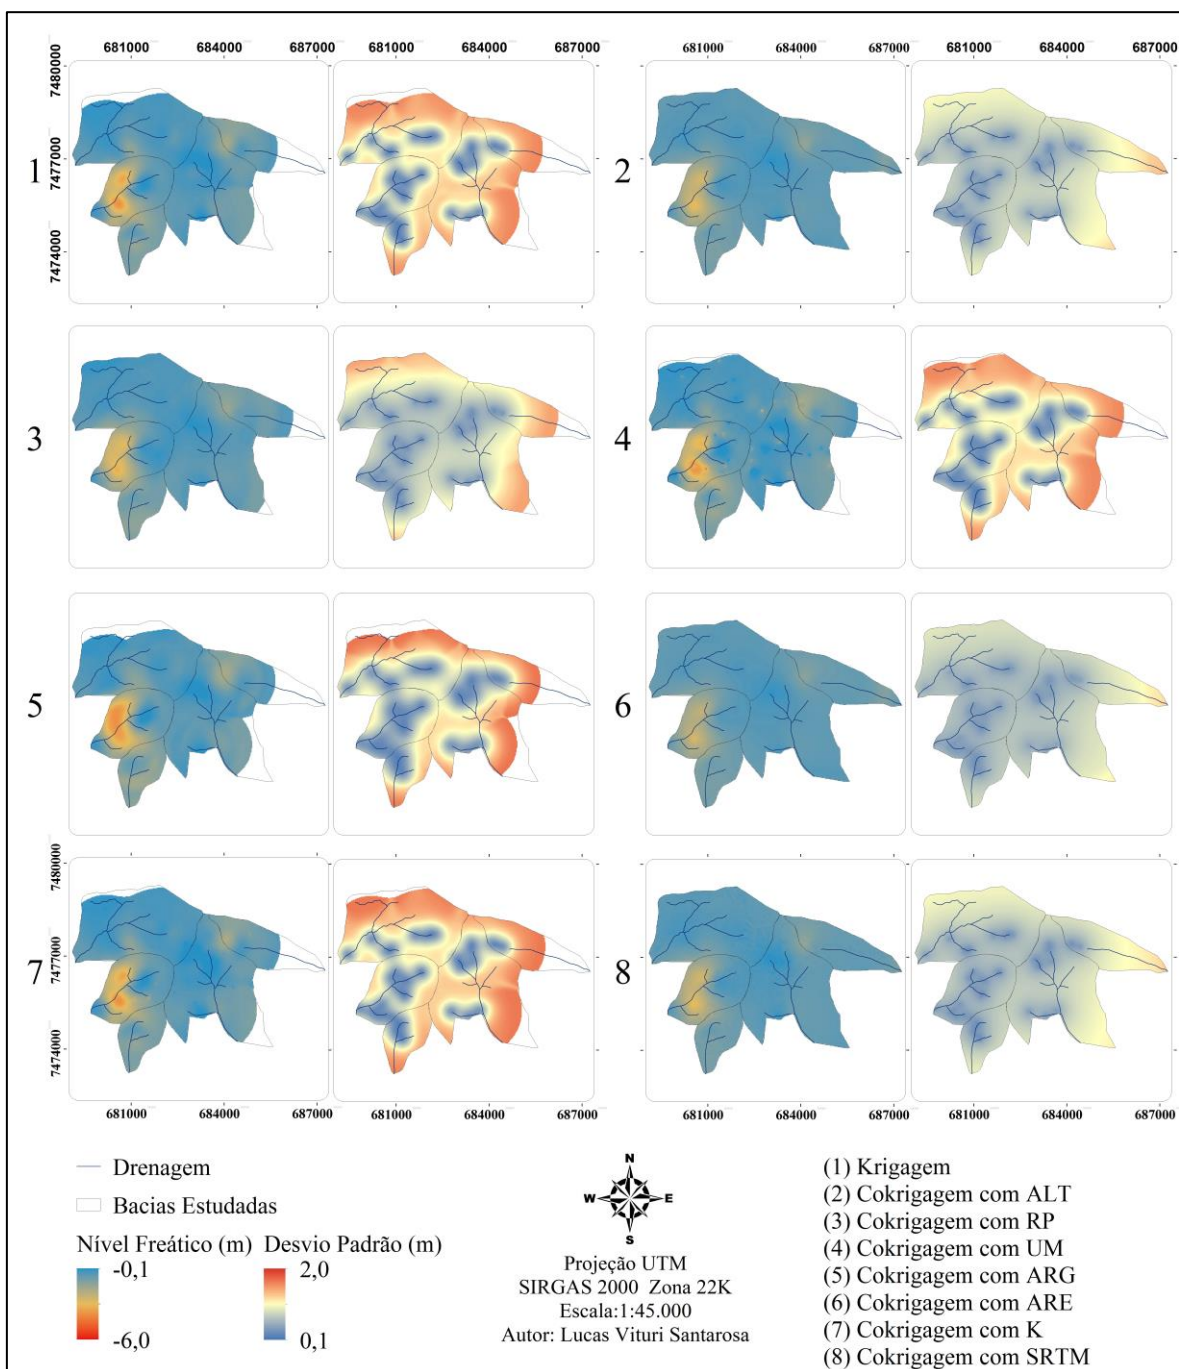 681000 684000 687000 681000 684000 687000 681000 684000 687000 681000 684000 687000
7480000
7477000
7474000
1
2
3
4
5
6
7480000
7477000
7474000
7
8
681000 684000 687000 681000 684000 687000 681000 684000 687000 681000 684000 687000
Drenagem
Bacias Estudadas
Nível Freático (m) Desvio Padrão (m)
-0,1 2,0
-6,0 0,1
N
W E
S
Projeção UTM
SIRGAS 2000 Zona 22K
Escala:1:45.000
Autor: Lucas Vituri Santarosa
(1) Krigagem
(2) Cokrigagem com ALT
(3) Cokrigagem com RP
(4) Cokrigagem com UM
(5) Cokrigagem com ARG
(6) Cokrigagem com ARE
(7) Cokrigagem com K
(8) Cokrigagem com SRTM